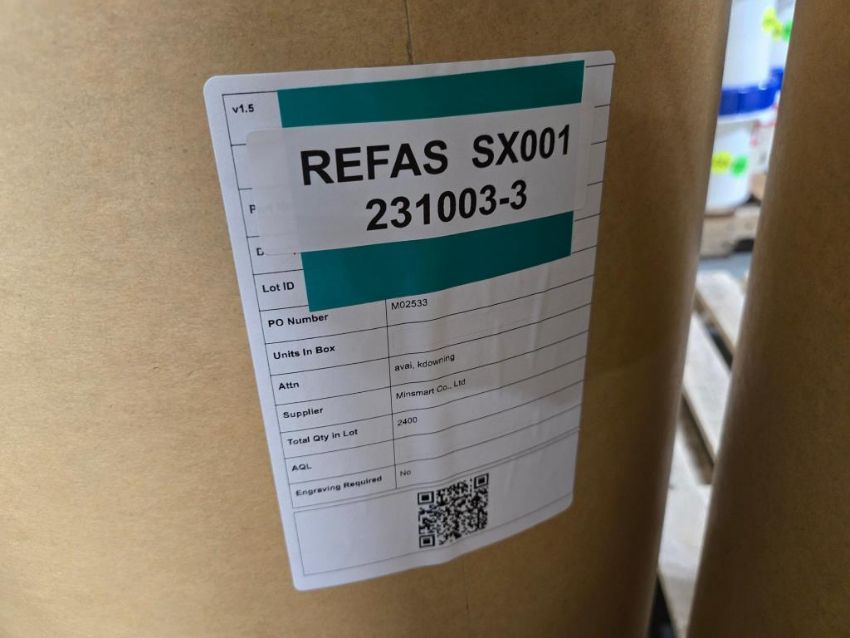 v1.5
REFAS SX001
231003-3
Lot ID
PO Number M02533
Units In Box
Attn avai, kdowning
Supplier Minsmart Co., Ltd
Total Qty in Lot 2400
AQL
Engraving Required No